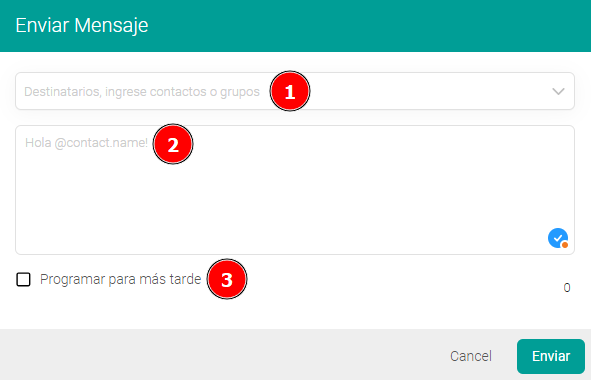 Enviar Mensaje
Destinatarios, ingrese contactos o grupos 1
Hola @contact.name! 2
Programar para más tarde 3
0
Cancel Enviar